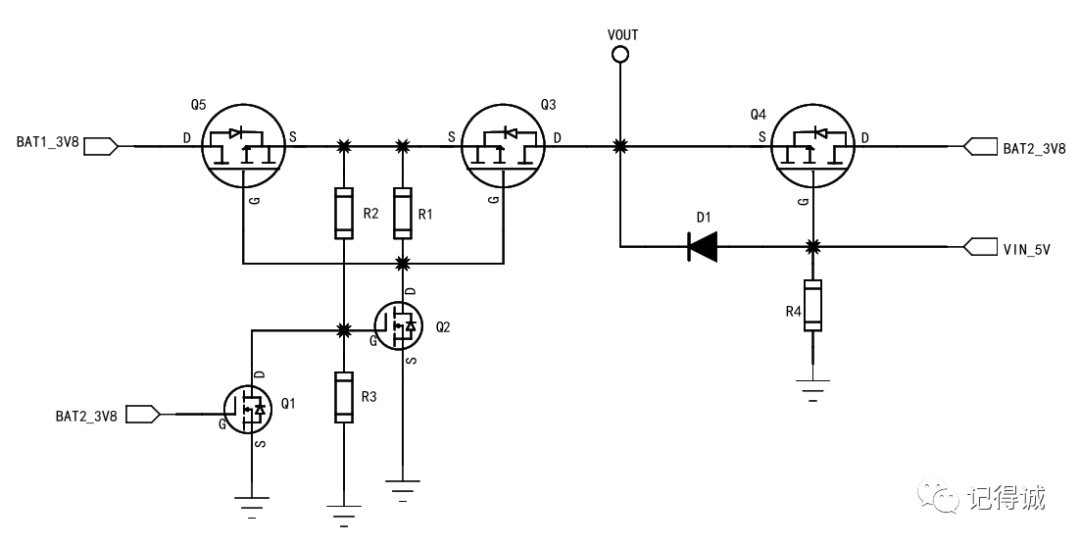 VOUT
Q5
Q3
Q4
BAT1_3V8
D
S
S
D
S
D
BAT2_3V8
G
R2
R1
G
G
D1
VIN_5V
D
R4
G
Q2
S
D
R3
Q1
BAT2_3V8
G
S
记得诚